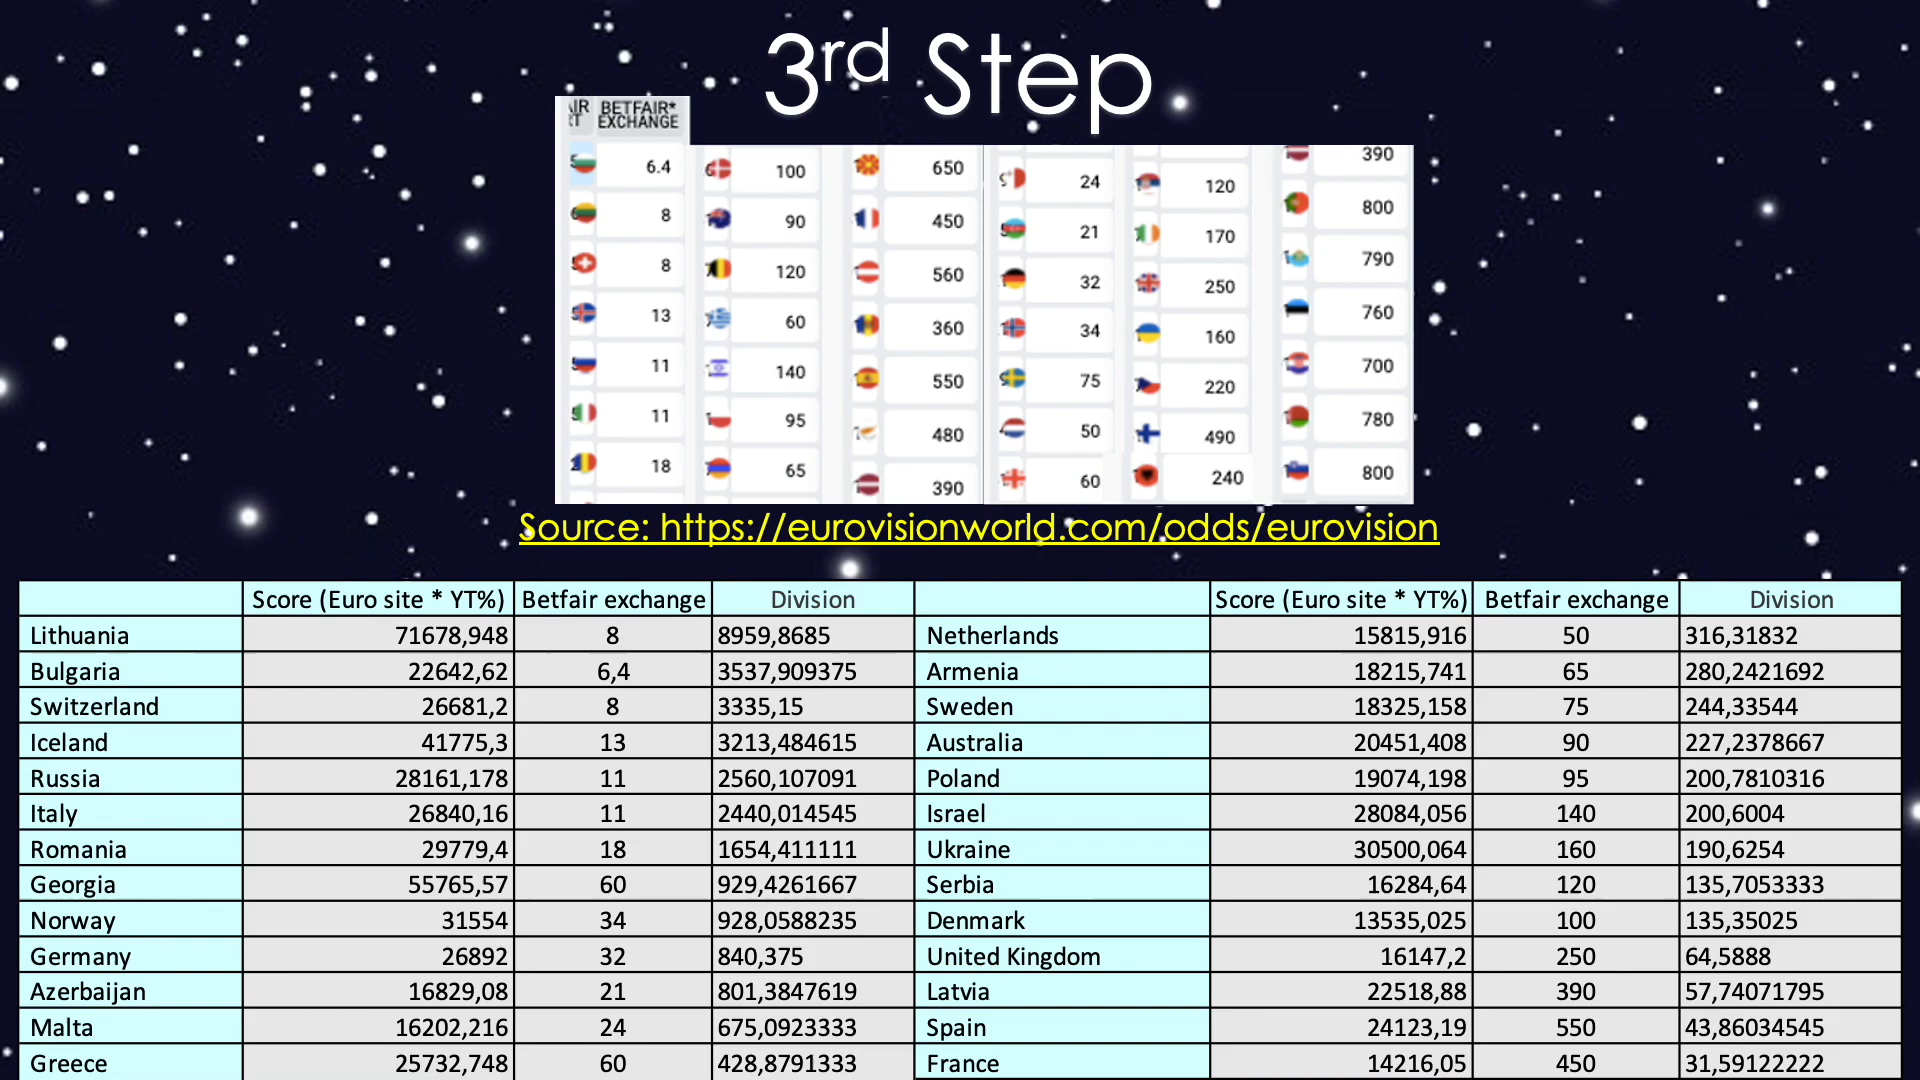 3rd Step
AIR BETFAIR*
RT EXCHANGE
6.4 100 650 24 120 390
8 90 450 21 170 800
8 120 560 32 250 790
13 60 360 34 160 760
11 140 550 75 220 700
11 95 480 50 490 780
18 65 390 60 240 800
Source: https://eurovisionworld.com/odds/eurovision
Score (Euro site * YT%) Betfair exchange Division Score (Euro site * YT%) Betfair exchange Division
Lithuania 71678,948 8 8959,8685 Netherlands 15815,916 50 316,31832
Bulgaria 22642,62 6,4 3537,909375 Armenia 18215,741 65 280,2421692
Switzerland 26681,2 8 3335,15 Sweden 18325,158 75 244,33544
Iceland 41775,3 13 3213,484615 Australia 20451,408 90 227,2378667
Russia 28161,178 11 2560,107091 Poland 19074,198 95 200,7810316
Italy 26840,16 11 2440,014545 Israel 28084,056 140 200,6004
Romania 29779,4 18 1654,411111 Ukraine 30500,064 160 190,6254
Georgia 55765,57 60 929,4261667 Serbia 16284,64 120 135,7053333
Norway 31554 34 928,0588235 Denmark 13535,025 100 135,35025
Germany 26892 32 840,375 United Kingdom 16147,2 250 64,5888
Azerbaijan 16829,08 21 801,3847619 Latvia 22518,88 390 57,74071795
Malta 16202,216 24 675,0923333 Spain 24123,19 550 43,86034545
Greece 25732,748 60 428,8791333 France 14216,05 450 31,59122222